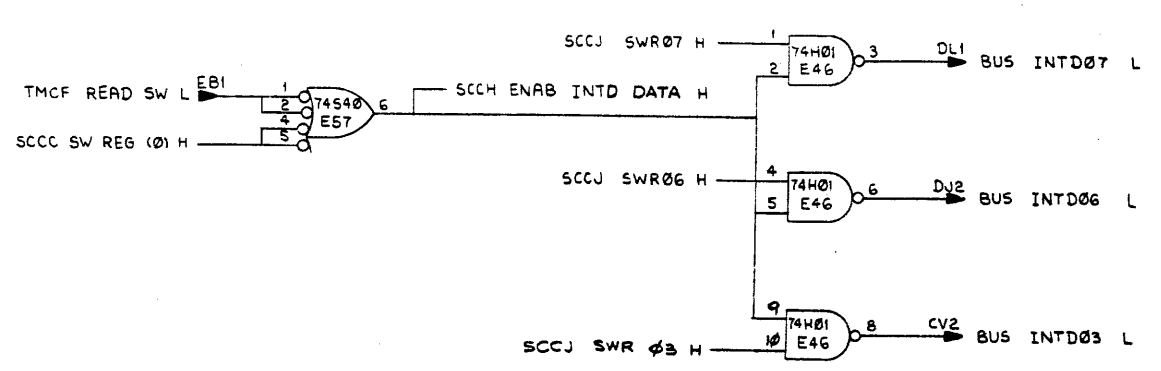 SCCJ SWR07 H
1
2
74H01
E46
3
DL1
BUS INTD07 L
TMCF READ SW L
EB1
1
2
4
5
74S40
E57
6
SCCH ENAB INTD DATA H
SCCC SW REG (0) H
SCCJ SWR06 H
4
5
74H01
E46
6
DJ2
BUS INTD06 L
9
10
74H01
E46
8
CV2
BUS INTD03 L
SCCJ SWR 03 H